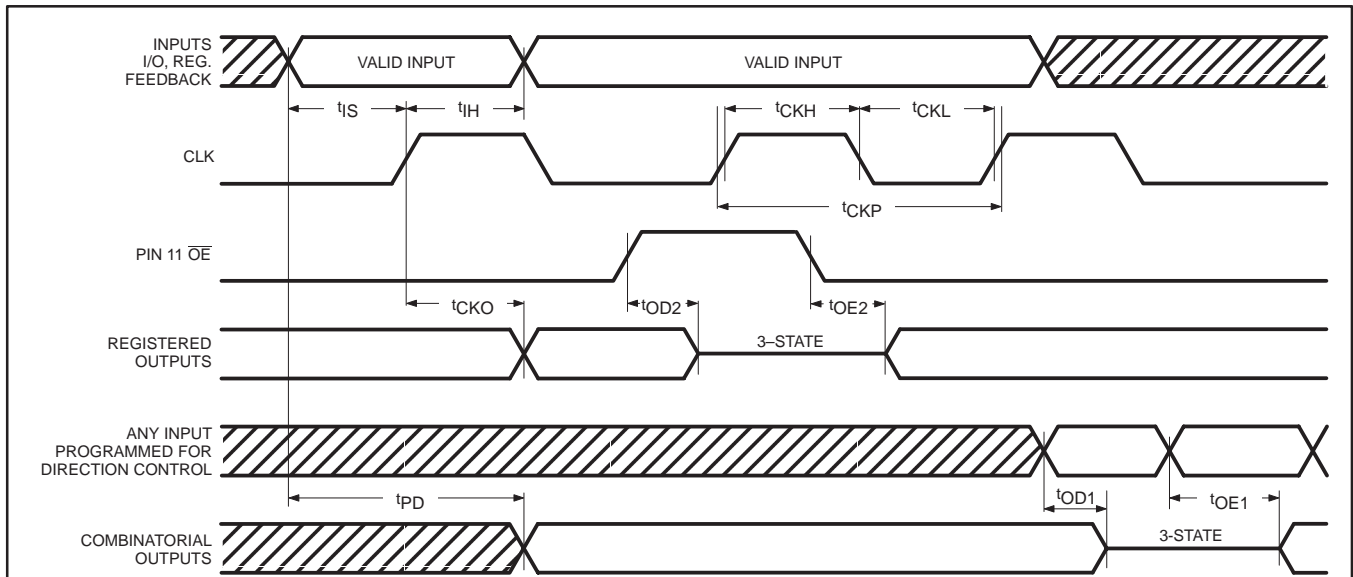 INPUTS
I/O, REG.
FEEDBACK
VALID INPUT
VALID INPUT
tIS
tIH
tCKH
tCKL
CLK
tCKP
PIN 11 O̅E̅
tCKO
tOD2
tOE2
REGISTERED
OUTPUTS
3–STATE
ANY INPUT
PROGRAMMED FOR
DIRECTION CONTROL
tPD
tOD1
tOE1
COMBINATORIAL
OUTPUTS
3-STATE